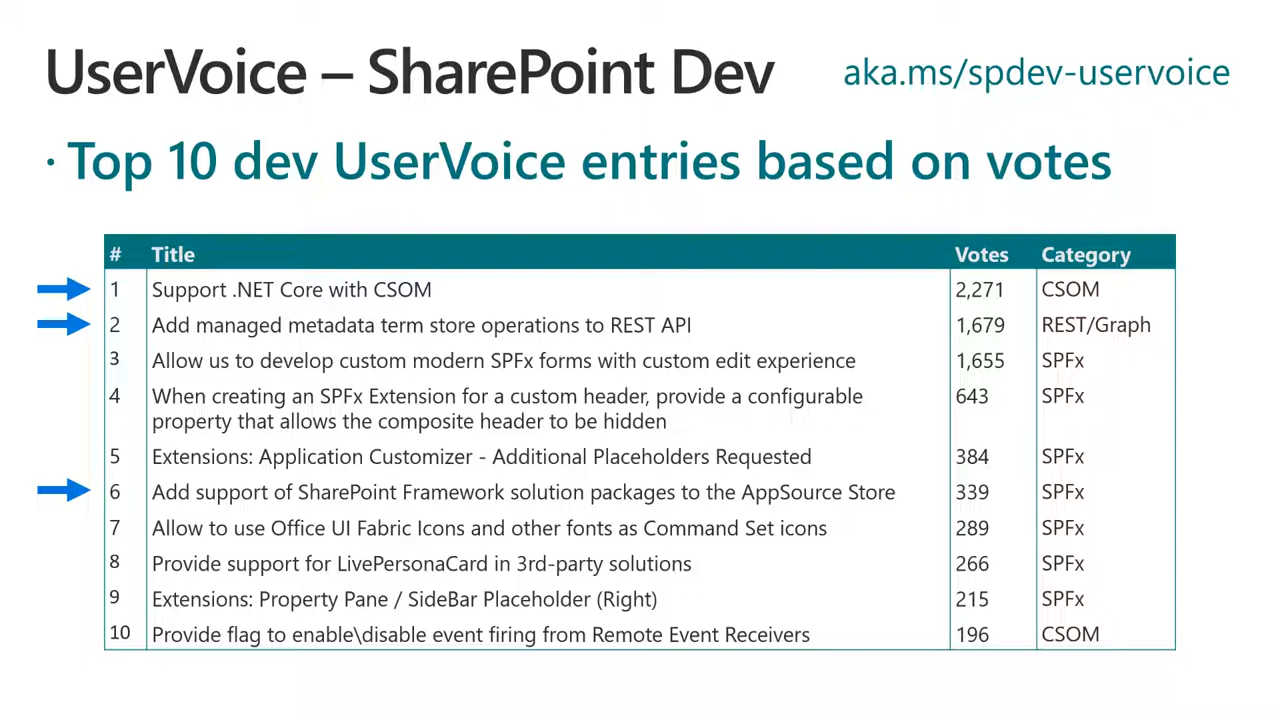 UserVoice – SharePoint Dev
aka.ms/spdev-uservoice
· Top 10 dev UserVoice entries based on votes
# Title Votes Category
1 Support .NET Core with CSOM 2,271 CSOM
2 Add managed metadata term store operations to REST API 1,679 REST/Graph
3 Allow us to develop custom modern SPFx forms with custom edit experience 1,655 SPFx
4 When creating an SPFx Extension for a custom header, provide a configurable 643 SPFx
property that allows the composite header to be hidden
5 Extensions: Application Customizer - Additional Placeholders Requested 384 SPFx
6 Add support of SharePoint Framework solution packages to the AppSource Store 339 SPFx
7 Allow to use Office UI Fabric Icons and other fonts as Command Set icons 289 SPFx
8 Provide support for LivePersonaCard in 3rd-party solutions 266 SPFx
9 Extensions: Property Pane / SideBar Placeholder (Right) 215 SPFx
10 Provide flag to enable\disable event firing from Remote Event Receivers 196 CSOM